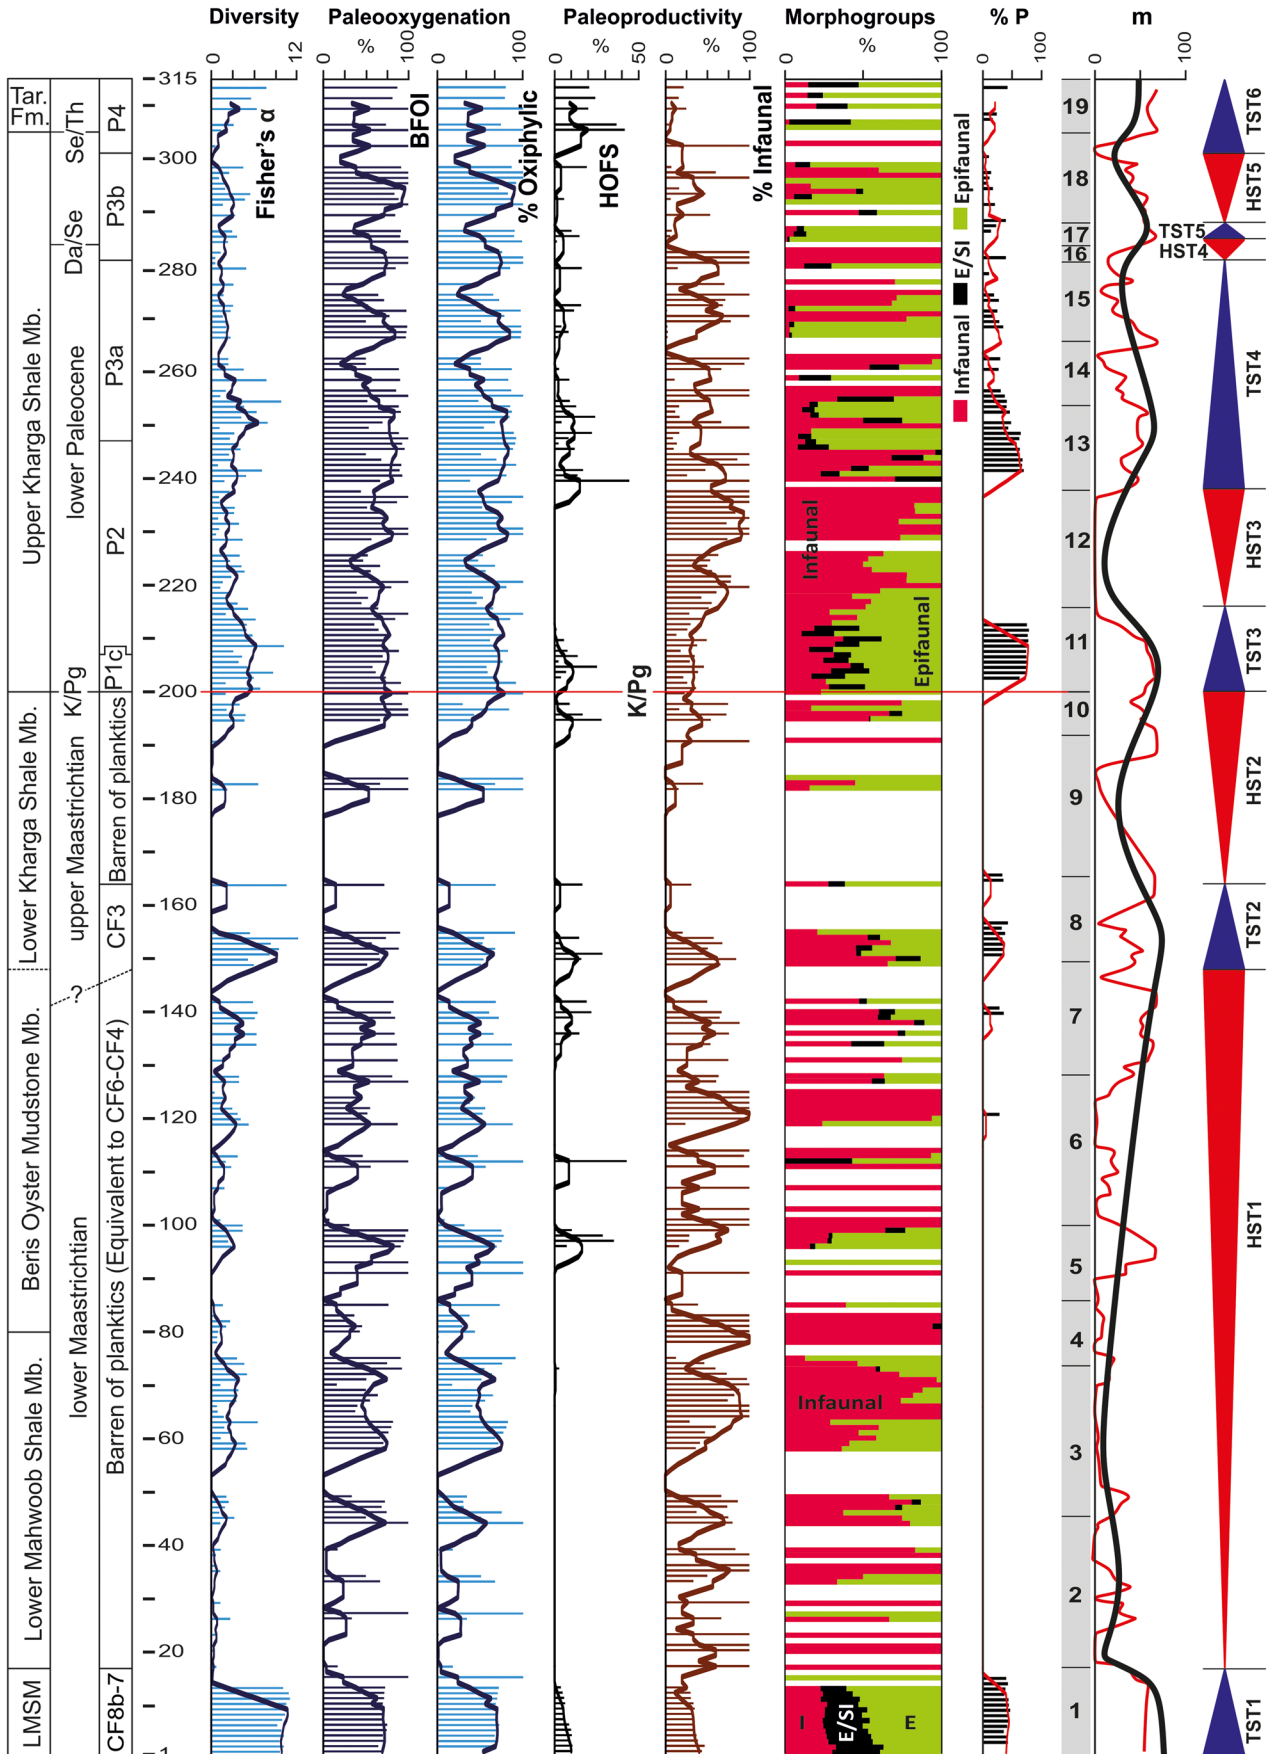 Diversity Paleooxygenation Paleoproductivity Morphogroups % P m
0 12 0 % 100 0 % 100 0 % 50 0 % 100 0 % 100 0 100 0 100
Fisher's α
BFOI
% Oxiphylic
HOFS
% Infaunal
Infaunal E/SI Epifaunal
Tar. Fm.
Upper Kharga Shale Mb.
Lower Kharga Shale Mb.
Beris Oyster Mudstone Mb.
Lower Mahwoob Shale Mb.
LMSM
Se/Th
Da/Se
lower Paleocene
K/Pg
upper Maastrichtian
?
lower Maastrichtian
P4
P3b
P3a
P2
P1c
Barren of planktics
CF3
Barren of planktics (Equivalent to CF6-CF4)
CF8b-7
315
300
280
260
240
220
200
180
160
140
120
100
80
60
40
20
1
K/Pg
Infaunal
Epifaunal
Infaunal
I E/SI E
19
18
17
16
15
14
13
12
11
10
9
8
7
6
5
4
3
2
1
TST6
HST5
TST5
HST4
TST4
HST3
TST3
HST2
TST2
HST1
TST1